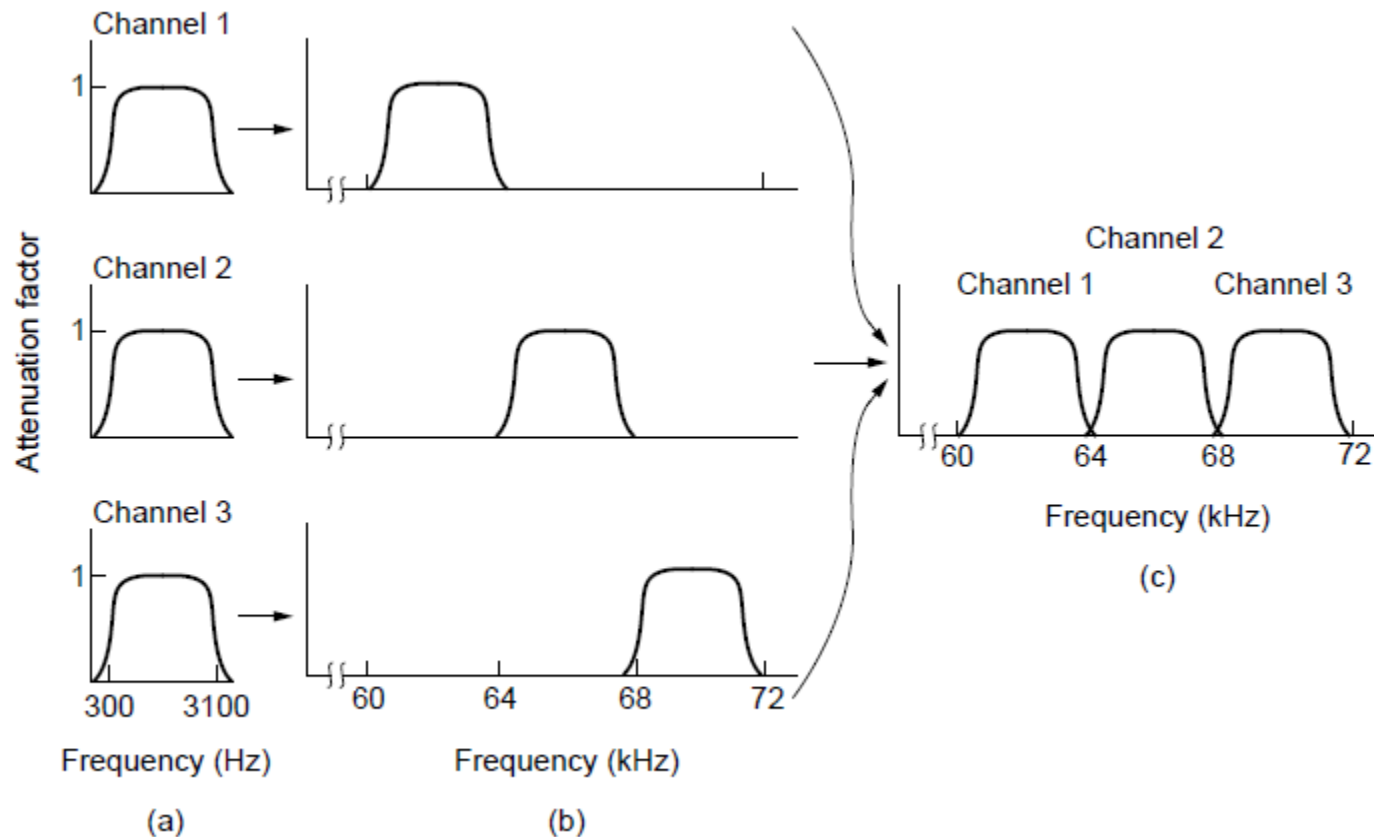 Channel 1
1
Attenuation factor
Channel 2
1
Channel 3
1
300 3100
Frequency (Hz)
(a)
60 64 68 72
Frequency (kHz)
(b)
Channel 2
Channel 1 Channel 3
60 64 68 72
Frequency (kHz)
(c)